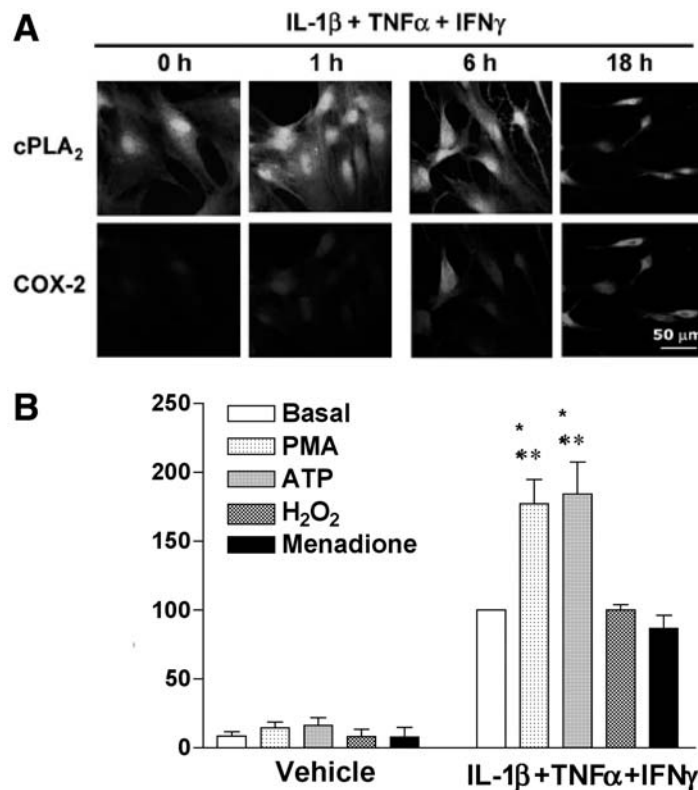 A
IL-1β + TNFα + IFNγ
0 h 1 h 6 h 18 h
cPLA₂
COX-2
50 μm
B
250
200
150
100
50
0
Basal
PMA
ATP
H₂O₂
Menadione
* *
** **
Vehicle IL-1β+TNFα+IFNγ